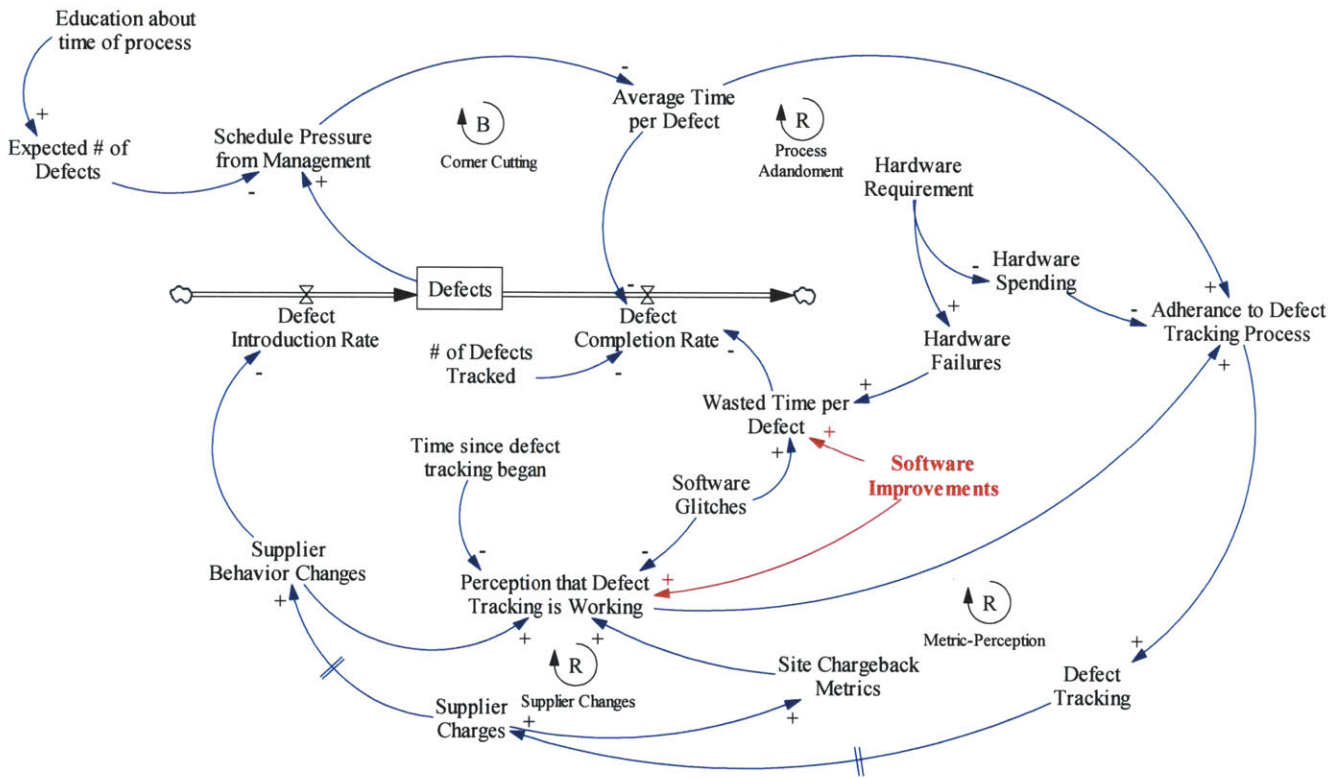 Education about
time of process
+
Expected # of
Defects
-
Schedule Pressure
from Management
+
B
Corner Cutting
-
Average Time
per Defect
R
Process
Adandoment
Hardware
Requirement
-
Hardware
Spending
-
+
Adherance to Defect
Tracking Process
+
+
Hardware
Failures
+
Defects
Defect
Introduction Rate
-
-
Defect
Completion Rate
-
-
# of Defects
Tracked
Wasted Time per
Defect
+
+
Software
Improvements
Time since defect
tracking began
-
Software
Glitches
-
Supplier
Behavior Changes
+
Perception that Defect
Tracking is Working
+
+
+
R
Supplier Changes
R
Metric-Perception
Site Chargeback
Metrics
+
+
Defect
Tracking
Supplier
Charges
+